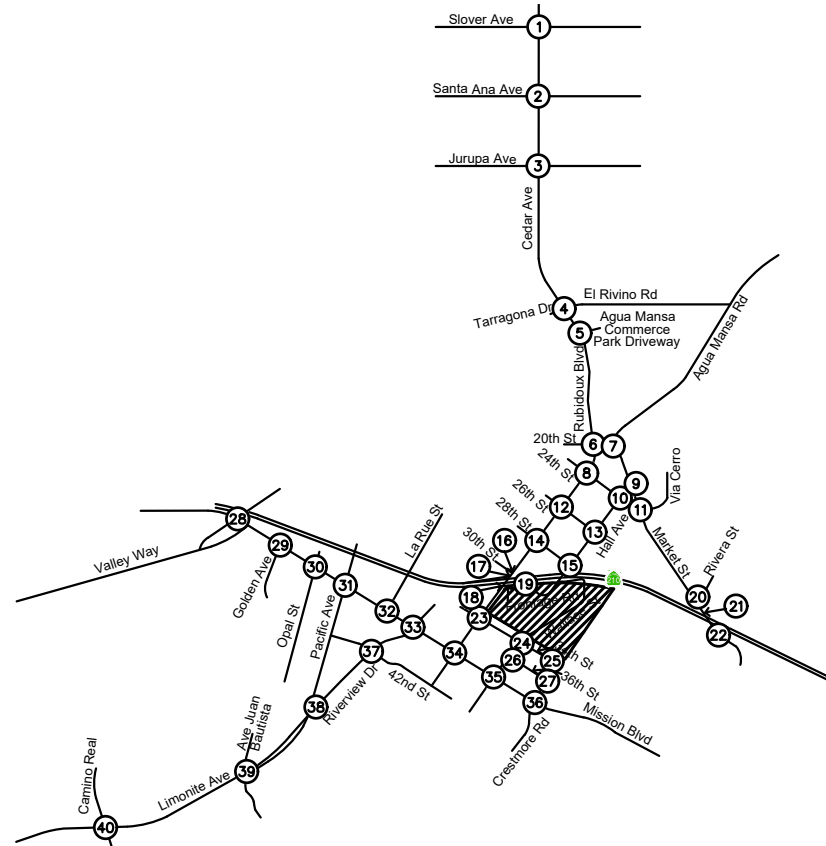 Slover Ave
1
Santa Ana Ave
2
Jurupa Ave
3
Cedar Ave
El Rivino Rd
4
Tarragona Dr
Agua Mansa
Commerce
Park Driveway
5
Agua Mansa Rd
Rubidoux Blvd
20th St
6
7
24th St
8
Via Cerro
9
10
11
26th St
12
28th St
13
Hall Ave
14
15
16
30th St
17
18
19
Market St
Rivera St
20
21
22
23
24
25
26
36th St
27
28
Valley Way
29
Golden Ave
30
Opal St
31
Pacific Ave
La Rue St
32
33
34
35
36
Crestmore Rd
Mission Blvd
37
42nd St
Riverview Dr
38
Ave Juan
Bautista
39
Limonite Ave
Camino Real
40